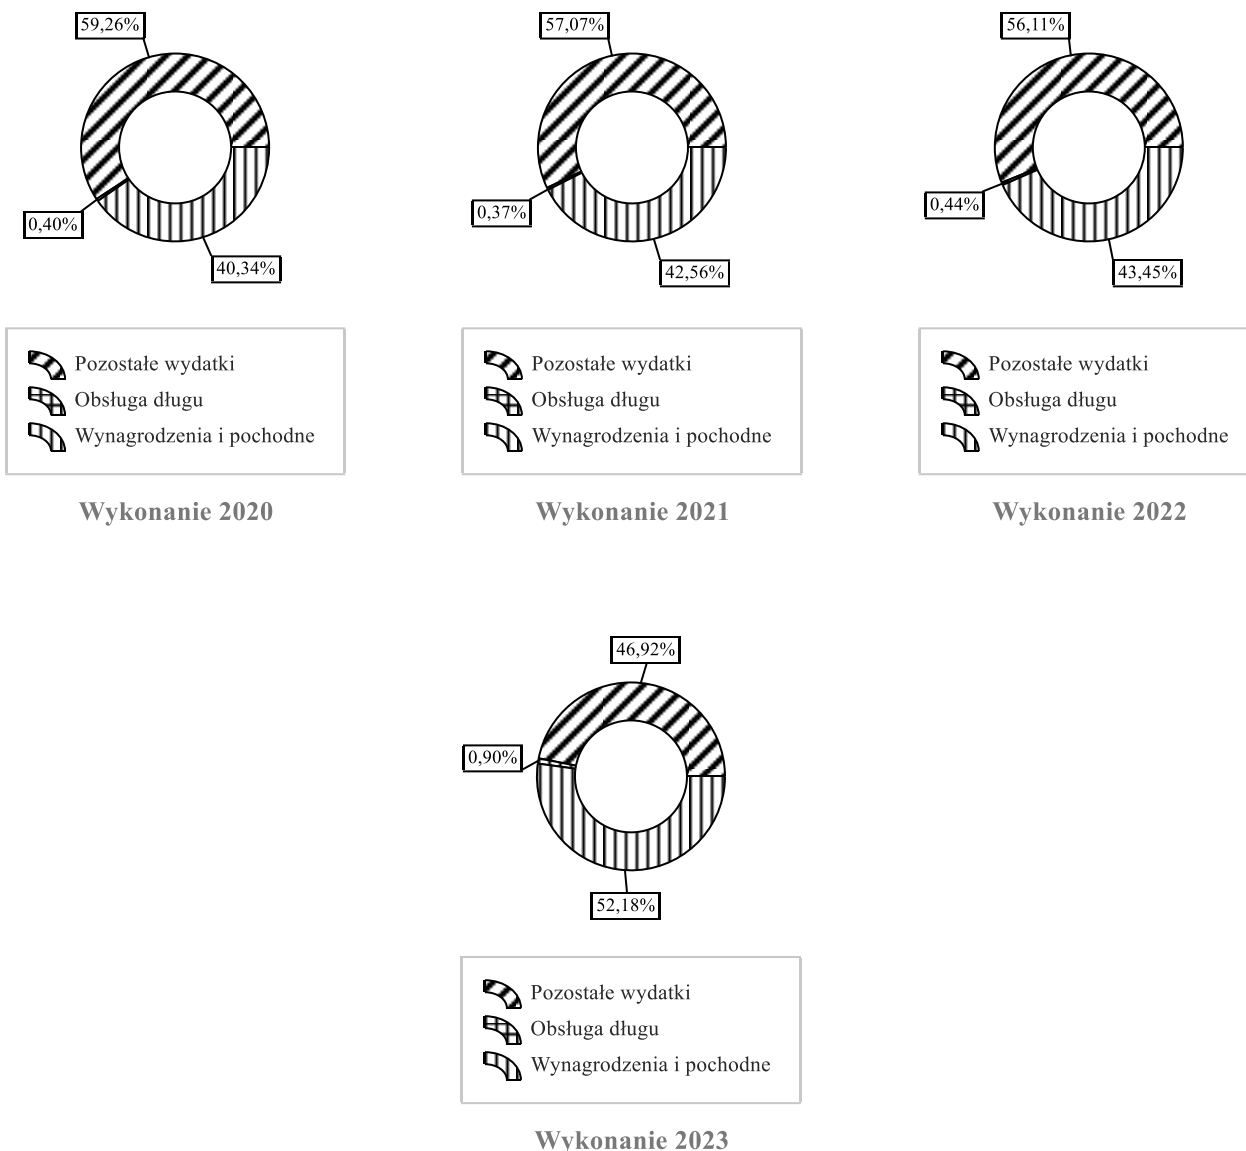 59,26%
0,40%
40,34%
Pozostałe wydatki
Obsługa długu
Wynagrodzenia i pochodne
Wykonanie 2020
57,07%
0,37%
42,56%
Pozostałe wydatki
Obsługa długu
Wynagrodzenia i pochodne
Wykonanie 2021
56,11%
0,44%
43,45%
Pozostałe wydatki
Obsługa długu
Wynagrodzenia i pochodne
Wykonanie 2022
46,92%
0,90%
52,18%
Pozostałe wydatki
Obsługa długu
Wynagrodzenia i pochodne
Wykonanie 2023